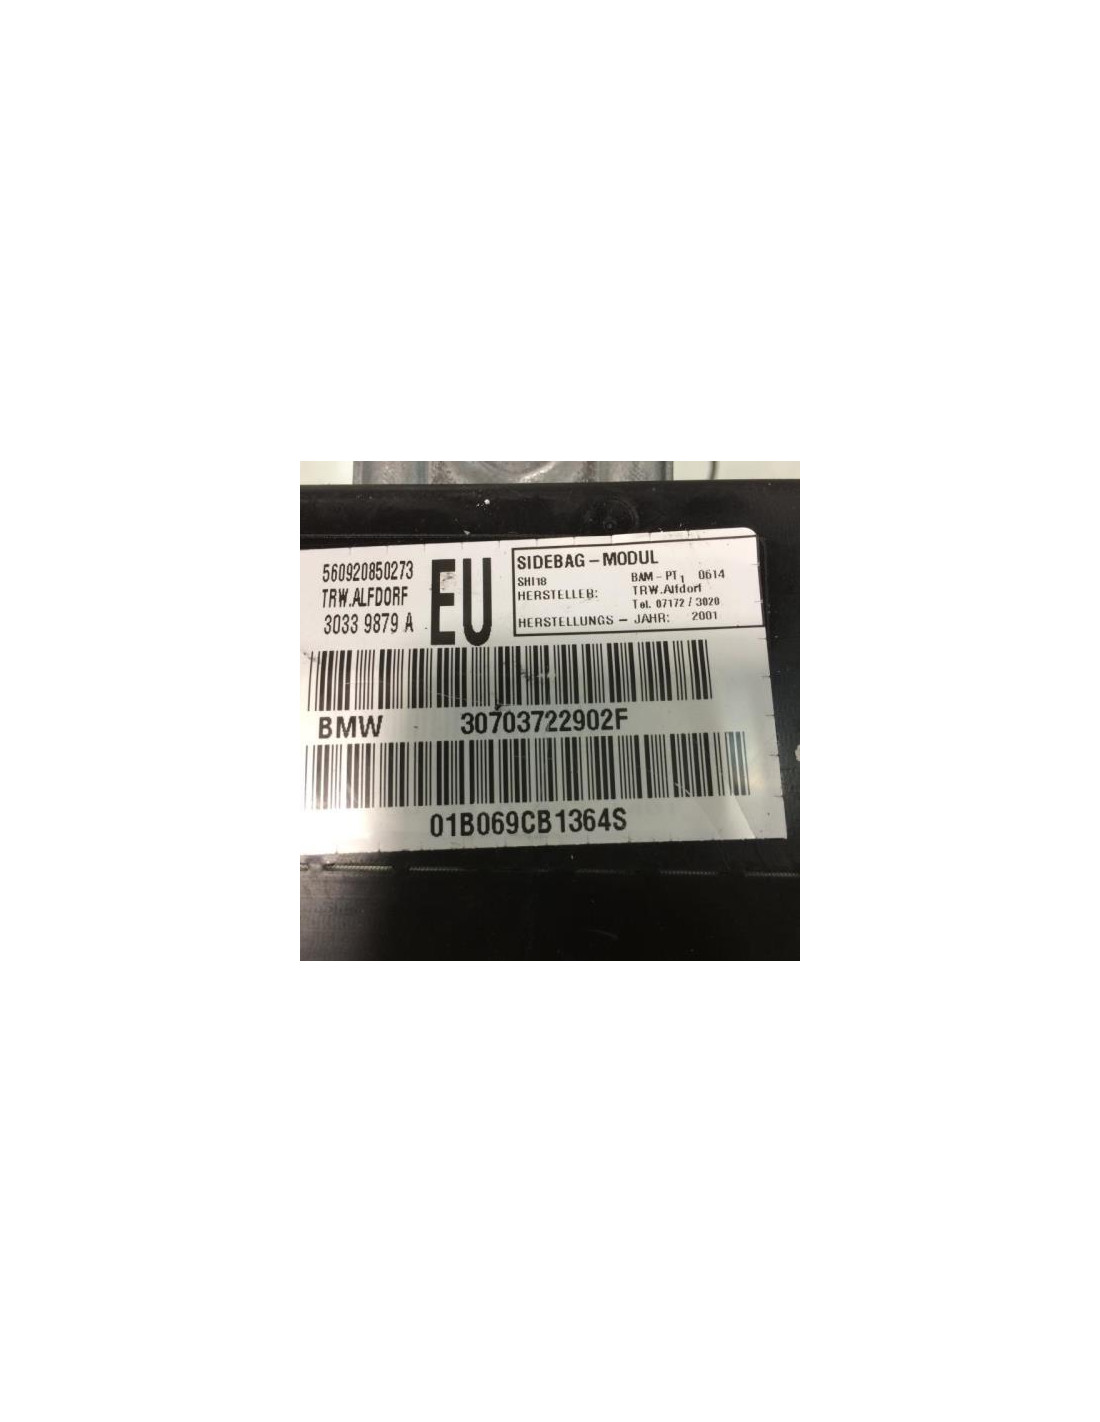 560920850273
TRW.ALFDORF
3033 9879 A
EU
SIDEBAG-MODUL
SHI18 BAM-PT1 0614
HERSTELLEB: TRW.Alfdorf
Tel. 07172/3020
HERSTELLUNGS-JAHR: 2001
BMW 30703722902F
01B069CB1364S